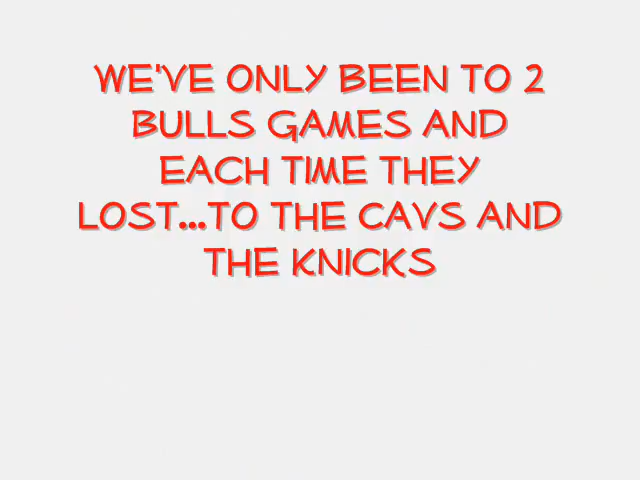 WE'VE ONLY BEEN TO 2
BULLS GAMES AND
EACH TIME THEY
LOST...TO THE CAVS AND
THE KNICKS